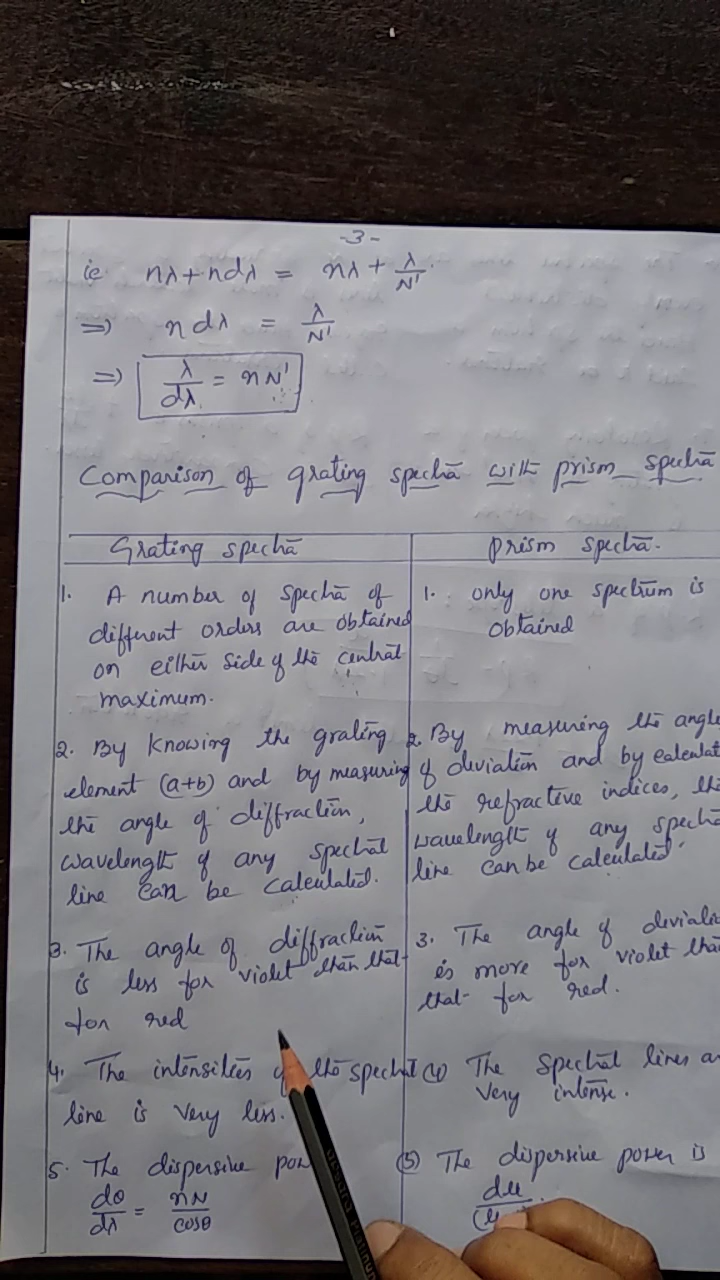 -3-
ie nλ + ndλ = nλ + λ/N'
⇒ n dλ = λ/N'
⇒ λ/dλ = nN'
Comparison of grating spectra with prism spectra
Grating spectra
1. A number of spectra of
different orders are obtained
on either side of the central
maximum.
2. By knowing the grating
element (a+b) and by measuring
the angle of diffraction,
wavelength of any spectral
line can be calculated.
3. The angle of diffraction
is less for violet than that
for red
4. The intensities of the spectral
line is very less.
5. The dispersive
dθ/dλ = nN/cosθ
Prism spectra.
1. only one spectrum is
obtained
2. By measuring the angle
of deviation and by calculat
the refractive indices, the
wavelength of any spectra
line can be calculated.
3. The angle of deviatio
is more for violet tha
that for red.
(4) The spectral lines a
very intense.
(5) The dispersive power is
dμ